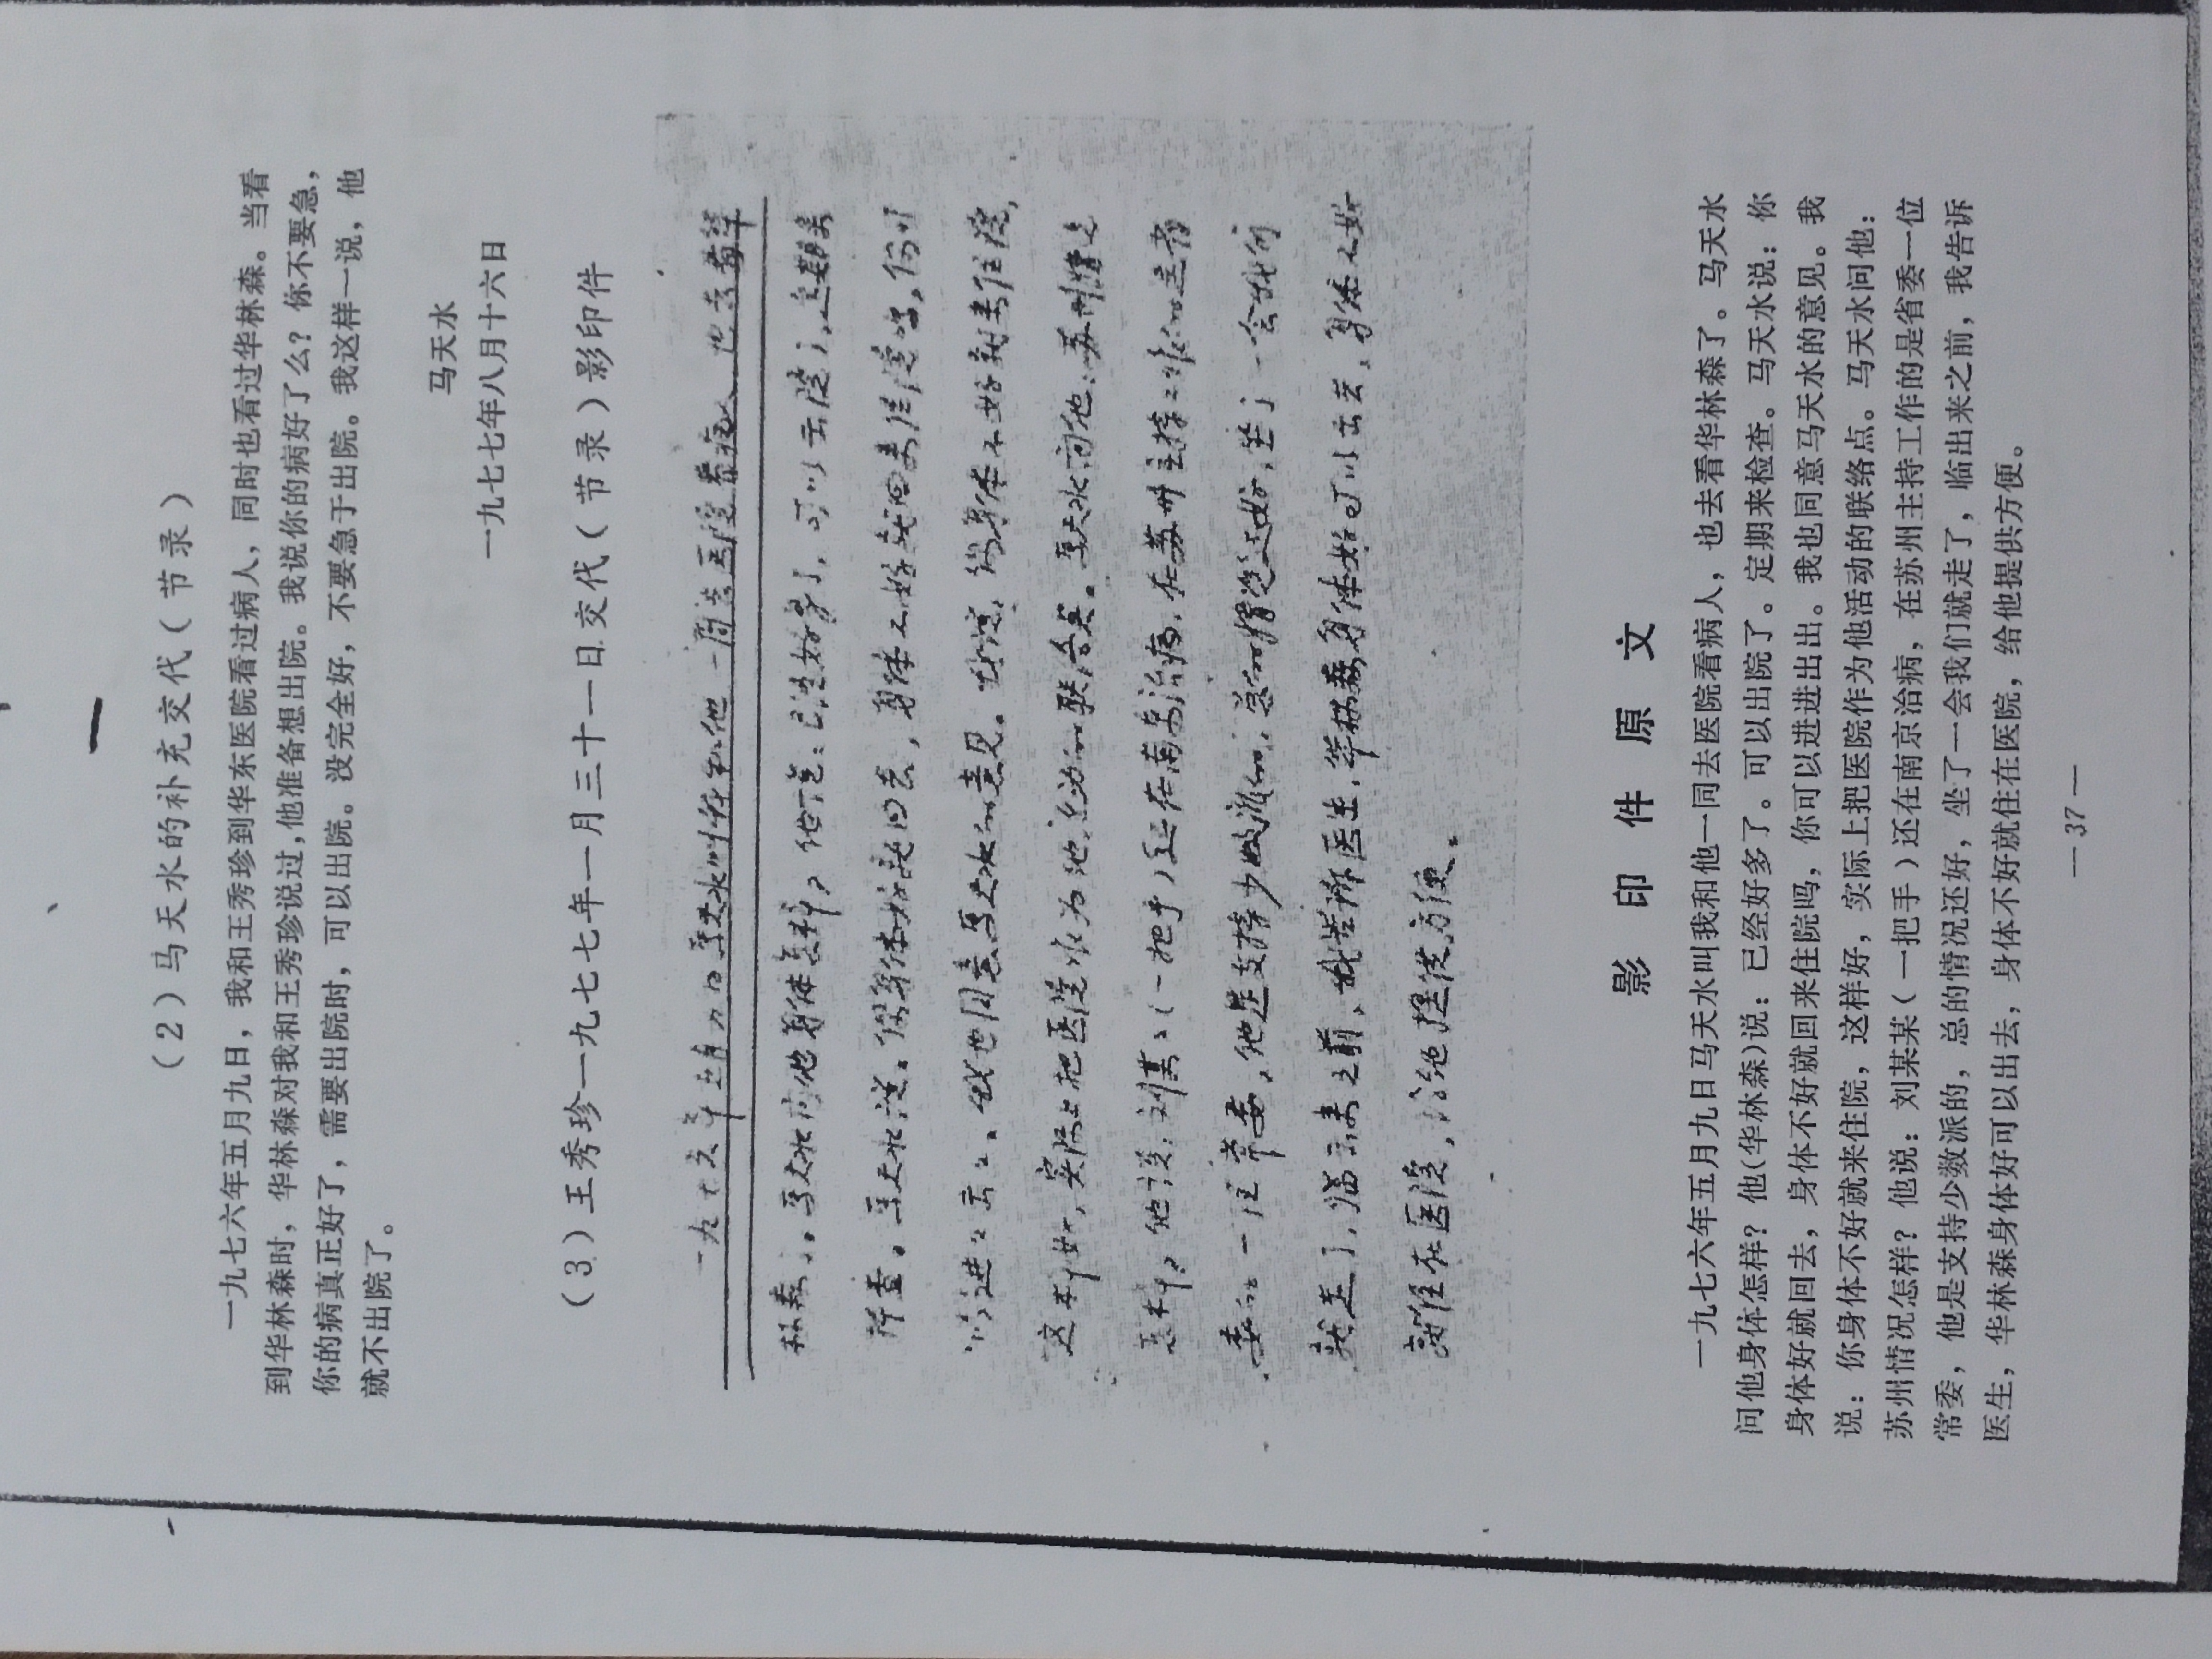 （2）马天水的补充交代（节录）
一九七六年五月九日，我和王秀珍到华东医院看过病人，同时也看过华林森。当看
到华林森时，华林森对我和王秀珍说过，他准备想出院。我说你的病好了么？你不要急，
你的病真正好了，需要出院时，可以出院。没完全好，不要急于出院。我这样一说，他
就不出院了。
马天水
一九七七年八月十六日
（3）王秀珍一九七七年一月三十一日交代（节录）影印件
一九七六年五月九日马天水叫我和他一同去医院看病人，也去看华
林森了。马天水问他身体怎样？他说：已经好多了，可以出院了，定期来
检查。马天水说：你身体好就回去，身体不好就回来住院吗，你可
以进进出出。我也同意马天水的意见。我说：你身体不好就来住院，
这样好，实际上把医院作为他活动的联络点。马天水问他：苏州情况
怎样？他说：刘某某（一把手）还在南京治病，在苏州主持工作的是省
委的一位常委，他是支持少数派的，总的情况还好，坐了一会我们
就走了，临出来之前，我告诉医生，华林森身体好可以出去，身体不好
就住在医院，给他提供方便。
影印件原文
一九七六年五月九日马天水叫我和他一同去医院看病人，也去看华林森了。马天水
问他身体怎样？他（华林森）说：已经好多了。可以出院了。定期来检查。马天水说：你
身体好就回去，身体不好就回来住院吗，你可以进进出出。我也同意马天水的意见。我
说：你身体不好就来住院，这样好，实际上把医院作为他活动的联络点。马天水问他：
苏州情况怎样？他说：刘某某（一把手）还在南京治病，在苏州主持工作的是省委一位
常委，他是支持少数派的，总的情况还好，坐了一会我们就走了，临出来之前，我告诉
医生，华林森身体好可以出去，身体不好就住在医院，给他提供方便。
— 37 —